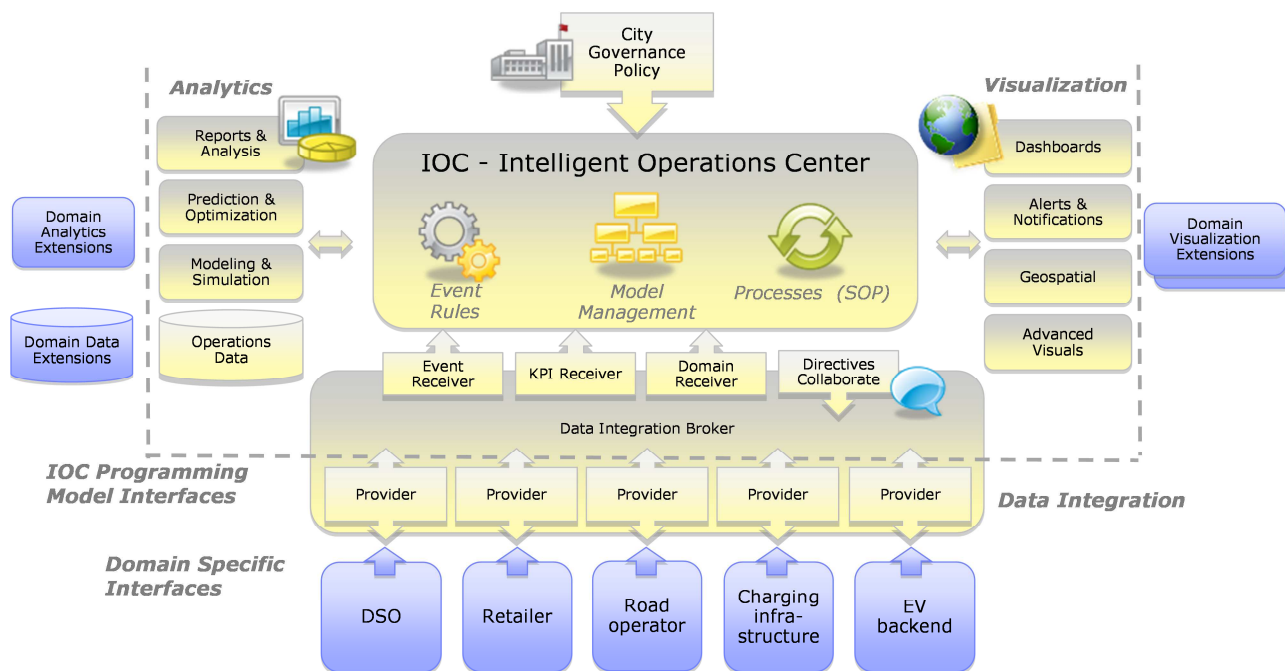 City
Governance
Policy
Analytics
Reports &
Analysis
Prediction &
Optimization
Modeling &
Simulation
Operations
Data
Domain
Analytics
Extensions
Domain Data
Extensions
IOC - Intelligent Operations Center
Event
Rules
Model
Management
Processes (SOP)
Visualization
Dashboards
Alerts &
Notifications
Geospatial
Advanced
Visuals
Domain
Visualization
Extensions
Event
Receiver
KPI Receiver
Domain
Receiver
Directives
Collaborate
Data Integration Broker
IOC Programming
Model Interfaces
Provider
Provider
Provider
Provider
Provider
Data Integration
Domain Specific
Interfaces
DSO
Retailer
Road
operator
Charging
infra-
structure
EV
backend